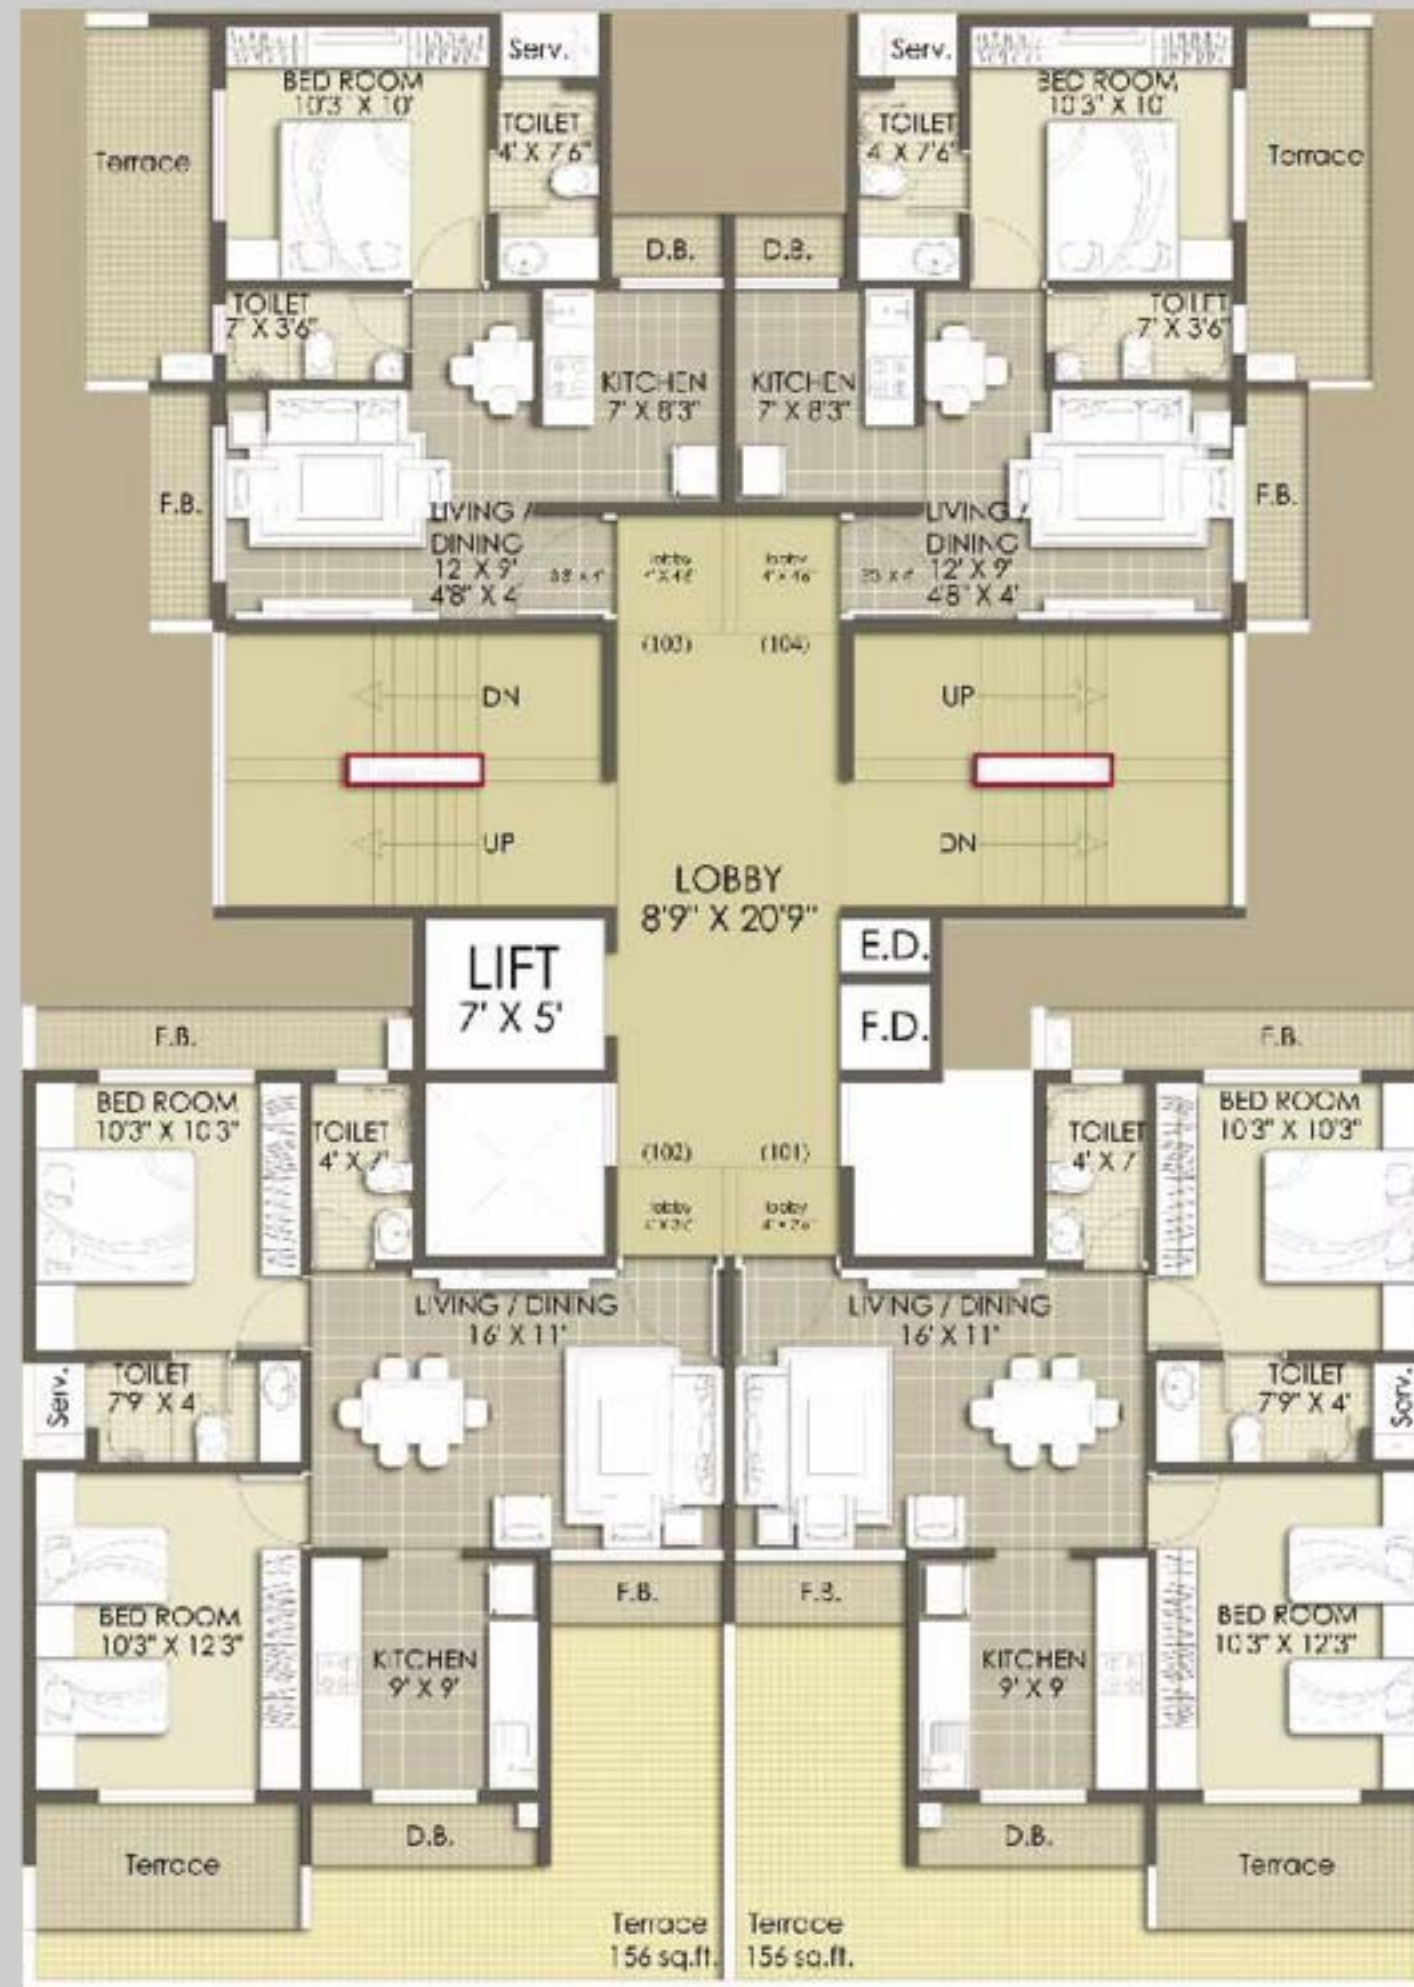 Serv.
Serv.
BED ROOM
10'3" X 10'
BED ROOM
10'3" X 10'
TOILET
4' X 7'6"
TOILET
4' X 7'6"
Terrace
Terrace
D.B.
D.B.
TOILET
7' X 3'6"
TOILET
7' X 3'6"
KITCHEN
7' X 8'3"
KITCHEN
7' X 8'3"
F.B.
F.B.
LIVING /
DINING
12' X 9'
4'8" X 4'
LIVING /
DINING
12' X 9'
4'8" X 4'
lobby
lobby
(103)
(104)
DN
UP
UP
DN
LOBBY
8'9" X 20'9"
LIFT
7' X 5'
E.D.
F.D.
F.B.
F.B.
BED ROOM
10'3" X 10'3"
BED ROOM
10'3" X 10'3"
TOILET
4' X 7'
TOILET
4' X 7'
(102)
(101)
lobby
lobby
LIVING / DINING
16' X 11'
LIVING / DINING
16' X 11'
Serv.
TOILET
7'9" X 4'
TOILET
7'9" X 4'
Serv.
F.B.
F.B.
BED ROOM
10'3" X 12'3"
BED ROOM
10'3" X 12'3"
KITCHEN
9' X 9'
KITCHEN
9' X 9'
D.B.
D.B.
Terrace
Terrace
Terrace
156 sq.ft.
Terrace
156 sq.ft.